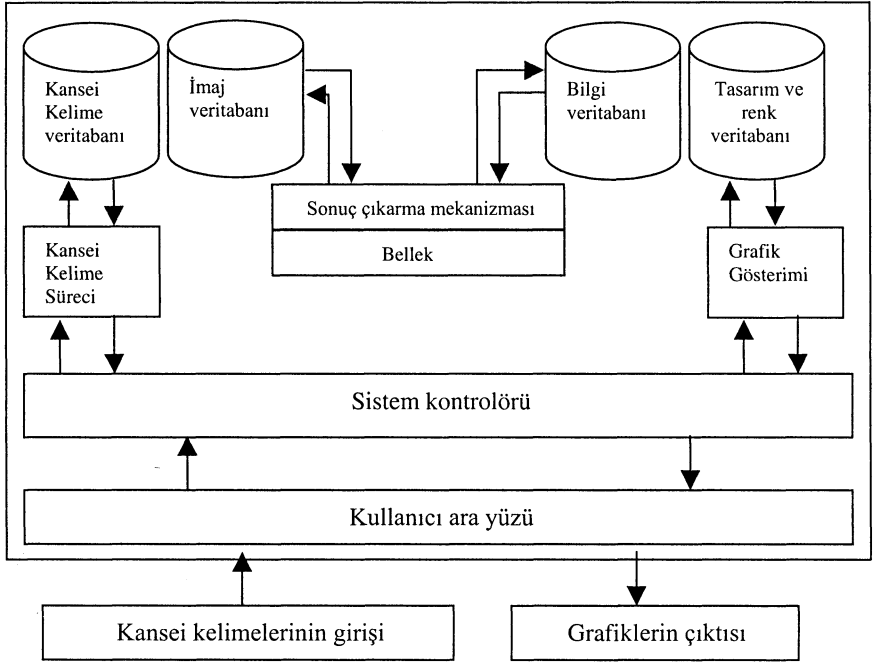 Kansei
Kelime
veritabanı
İmaj
veritabanı
Bilgi
veritabanı
Tasarım ve
renk
veritabanı
Sonuç çıkarma mekanizması
Bellek
Kansei
Kelime
Süreci
Grafik
Gösterimi
Sistem kontrolörü
Kullanıcı ara yüzü
Kansei kelimelerinin girişi
Grafiklerin çıktısı